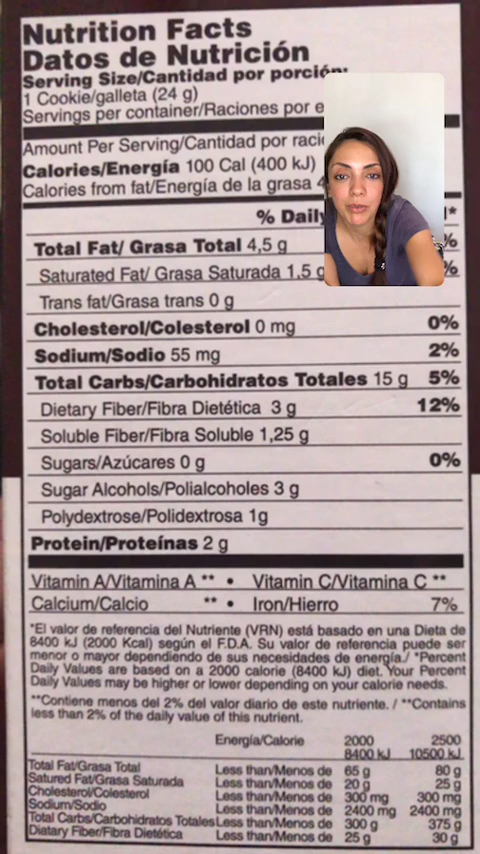 Nutrition Facts
Datos de Nutrición
Serving Size/Cantidad por porción:
1 Cookie/galleta (24 g)
Servings per container/Raciones por
Amount Per Serving/Cantidad por
Calories/Energía 100 Cal (400 kJ)
Calories from fat/Energía de la grasa
% Daily
*
Total Fat/ Grasa Total 4,5 g %
Saturated Fat/ Grasa Saturada 1,5 g %
Trans fat/Grasa trans 0 g
Cholesterol/Colesterol 0 mg 0%
Sodium/Sodio 55 mg 2%
Total Carbs/Carbohidratos Totales 15 g 5%
Dietary Fiber/Fibra Dietética 3 g 12%
Soluble Fiber/Fibra Soluble 1,25 g
Sugars/Azúcares 0 g 0%
Sugar Alcohols/Polialcoholes 3 g
Polydextrose/Polidextrosa 1g
Protein/Proteínas 2 g
Vitamin A/Vitamina A ** • Vitamin C/Vitamina C **
Calcium/Calcio ** • Iron/Hierro 7%
*El valor de referencia del Nutriente (VRN) está basado en una Dieta de
8400 kJ (2000 Kcal) según el F.D.A. Su valor de referencia puede ser
menor o mayor dependiendo de sus necesidades de energía./ *Percent
Daily Values are based on a 2000 calorie (8400 kJ) diet. Your Percent
Daily Values may be higher or lower depending on your calorie needs.
**Contiene menos del 2% del valor diario de este nutriente. / **Contains
less than 2% of the daily value of this nutrient.
Energía/Calorie 2000 2500
8400 kJ 10500 kJ
Total Fat/Grasa Total Less than/Menos de 65 g 80 g
Satured Fat/Grasa Saturada Less than/Menos de 20 g 25 g
Cholesterol/Colesterol Less than/Menos de 300 mg 300 mg
Sodium/Sodio Less than/Menos de 2400 mg 2400 mg
Total Carbs/Carbohidratos Totales Less than/Menos de 300 g 375 g
Diatary Fiber/Fibra Dietética Less than/Menos de 25 g 30 g